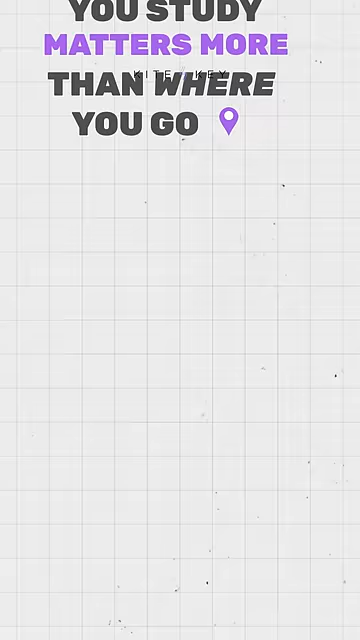 YOU STUDY
MATTERS MORE
KITE & KEY
THAN WHERE
YOU GO